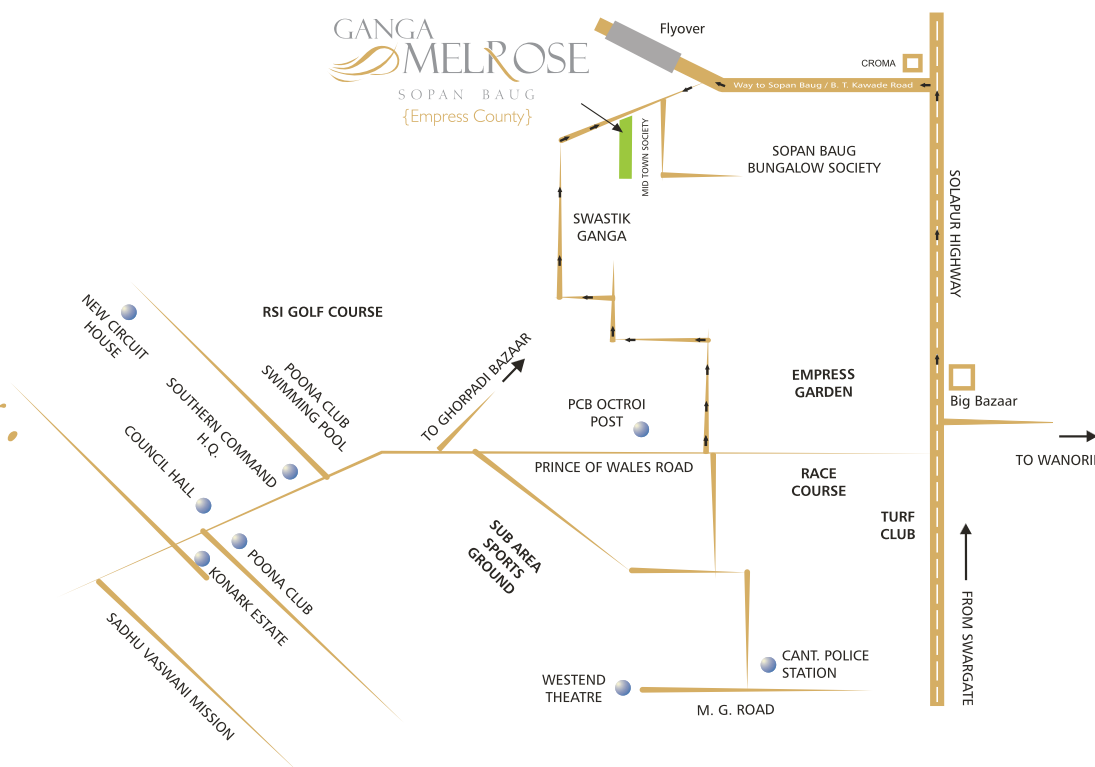 GANGA
MELROSE
SOPAN BAUG
{Empress County}
Flyover
CROMA
Way to Sopan Baug / B. T. Kawade Road
MID TOWN SOCIETY
SOPAN BAUG
BUNGALOW SOCIETY
SOLAPUR HIGHWAY
SWASTIK
GANGA
NEW CIRCUIT
HOUSE
RSI GOLF COURSE
POONA CLUB
SWIMMING POOL
TO GHORPADI BAZAAR
SOUTHERN COMMAND
H.Q.
COUNCIL HALL
PCB OCTROI
POST
EMPRESS
GARDEN
Big Bazaar
TO WANORI
PRINCE OF WALES ROAD
RACE
COURSE
TURF
CLUB
SUB AREA
SPORTS
GROUND
POONA CLUB
KONARK ESTATE
SADHU VASWANI MISSION
FROM SWARGATE
CANT. POLICE
STATION
WESTEND
THEATRE
M. G. ROAD